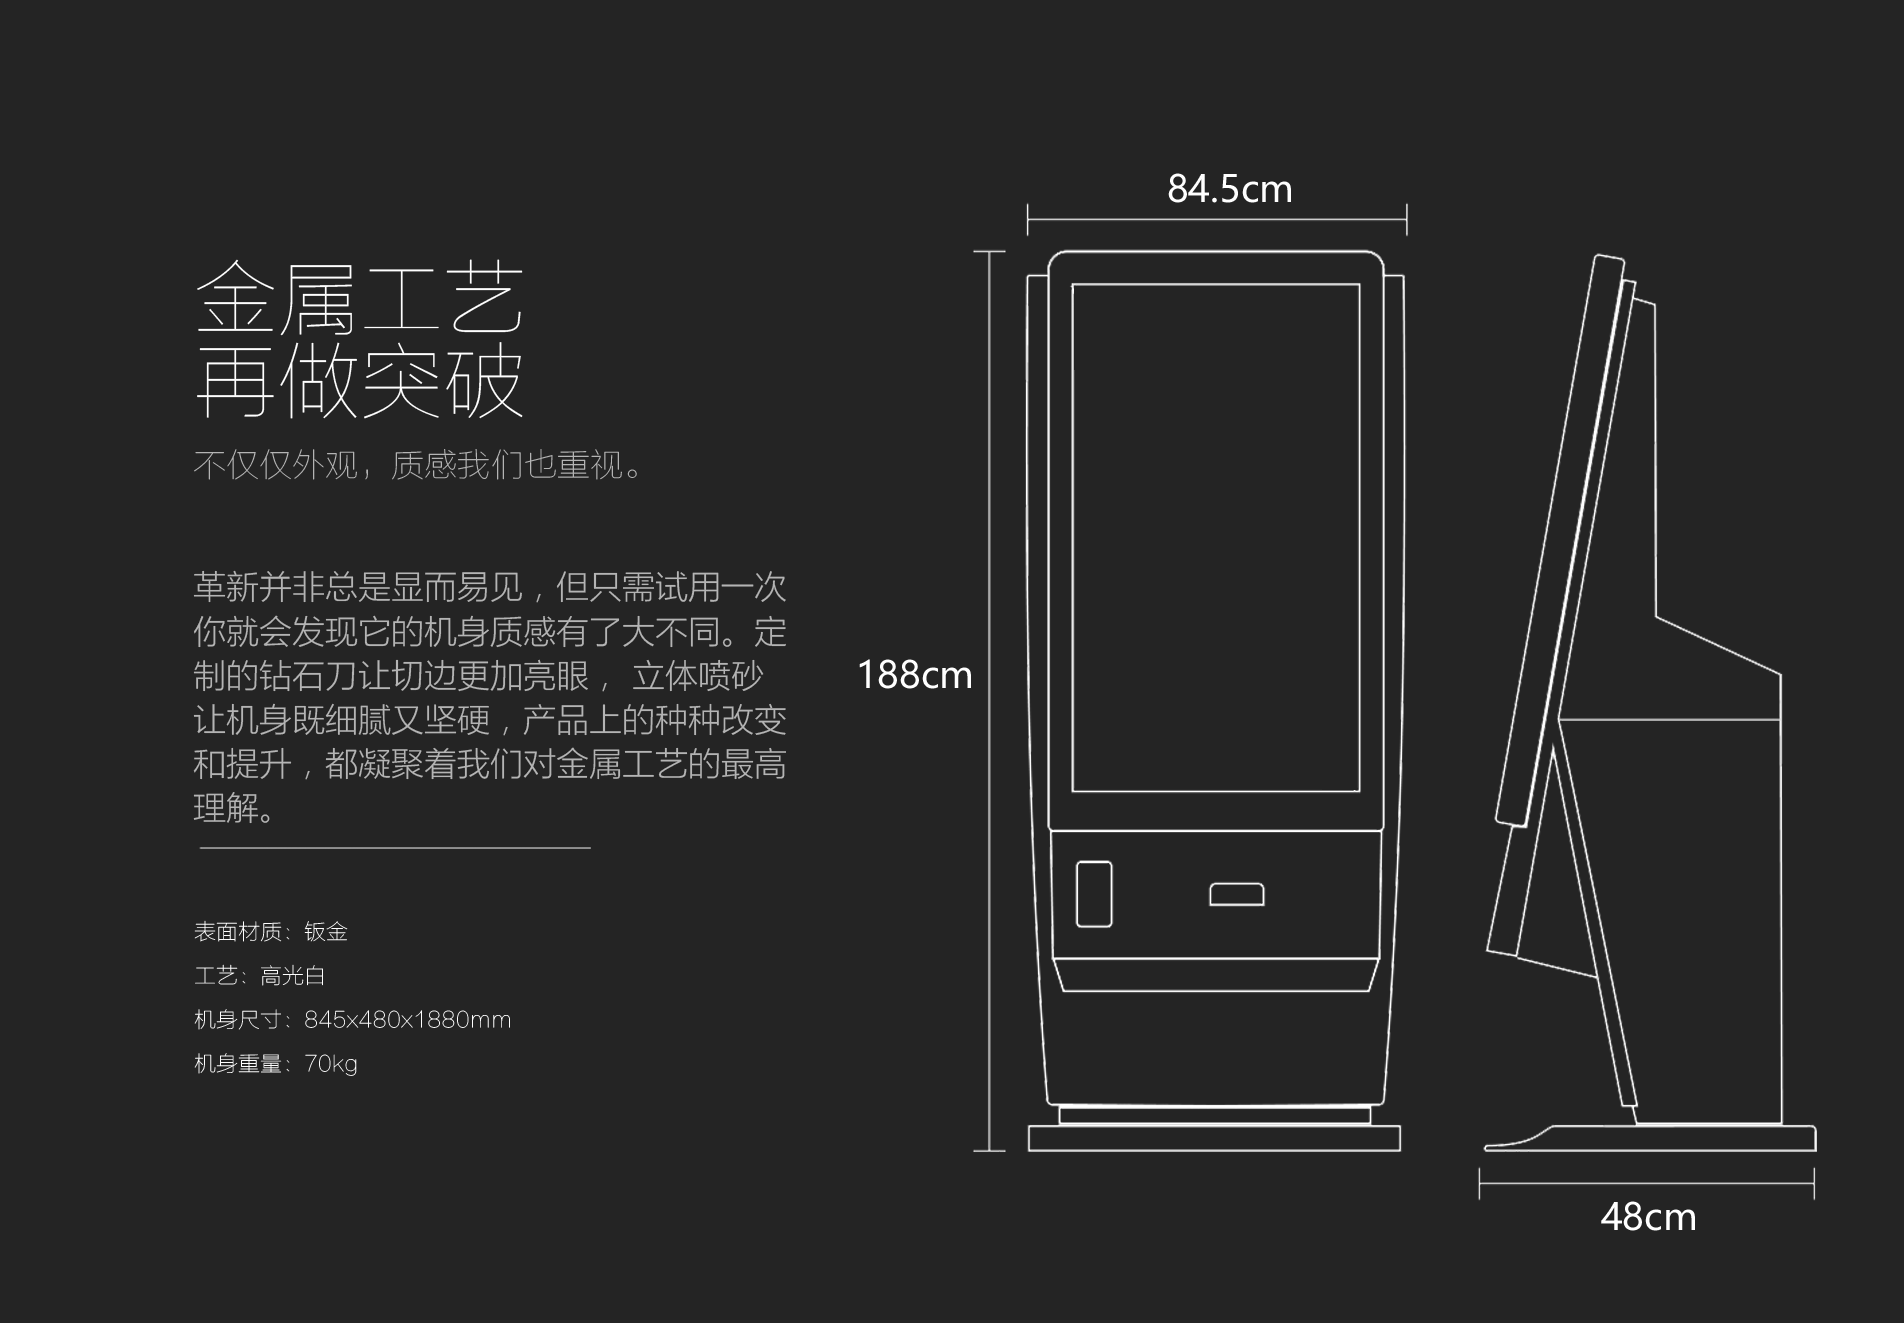 金属工艺
再做突破
不仅仅外观，质感我们也重视。
革新并非总是显而易见，但只需试用一次
你就会发现它的机身质感有了大不同。定
制的钻石刀让切边更加亮眼， 立体喷砂
让机身既细腻又坚硬，产品上的种种改变
和提升，都凝聚着我们对金属工艺的最高
理解。
表面材质：钣金
工艺：高光白
机身尺寸：845x480x1880mm
机身重量：70kg
84.5cm
188cm
48cm